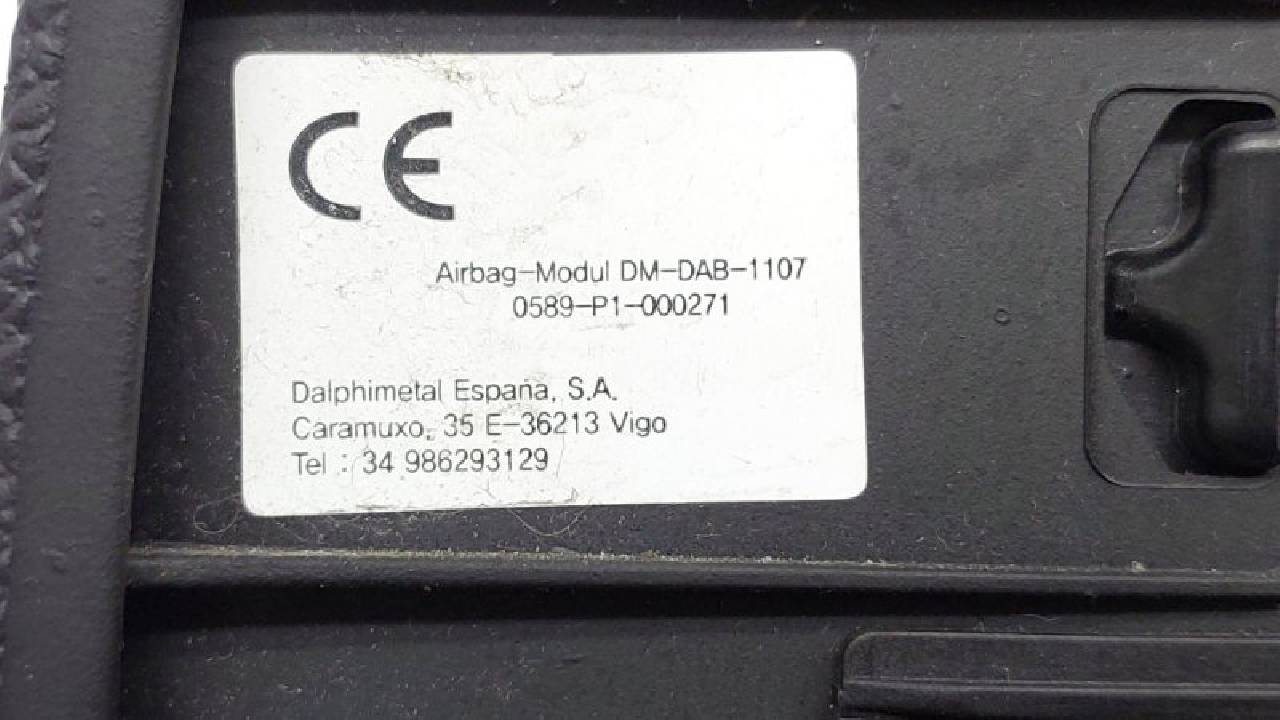 CE
Airbag-Modul DM-DAB-1107
0589-P1-000271
Dalphimetal España, S.A.
Caramuxo, 35 E-36213 Vigo
Tel : 34 986293129